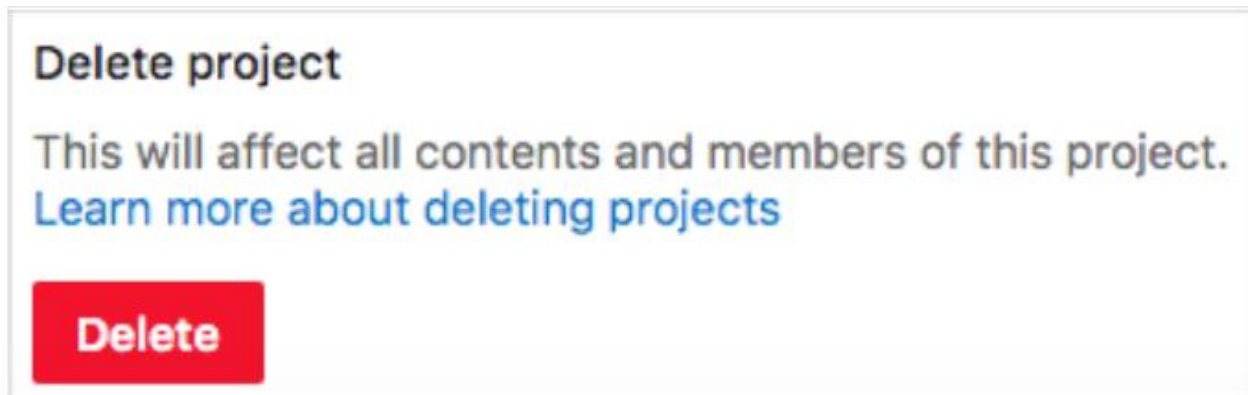 Delete project
This will affect all contents and members of this project.
Learn more about deleting projects
Delete